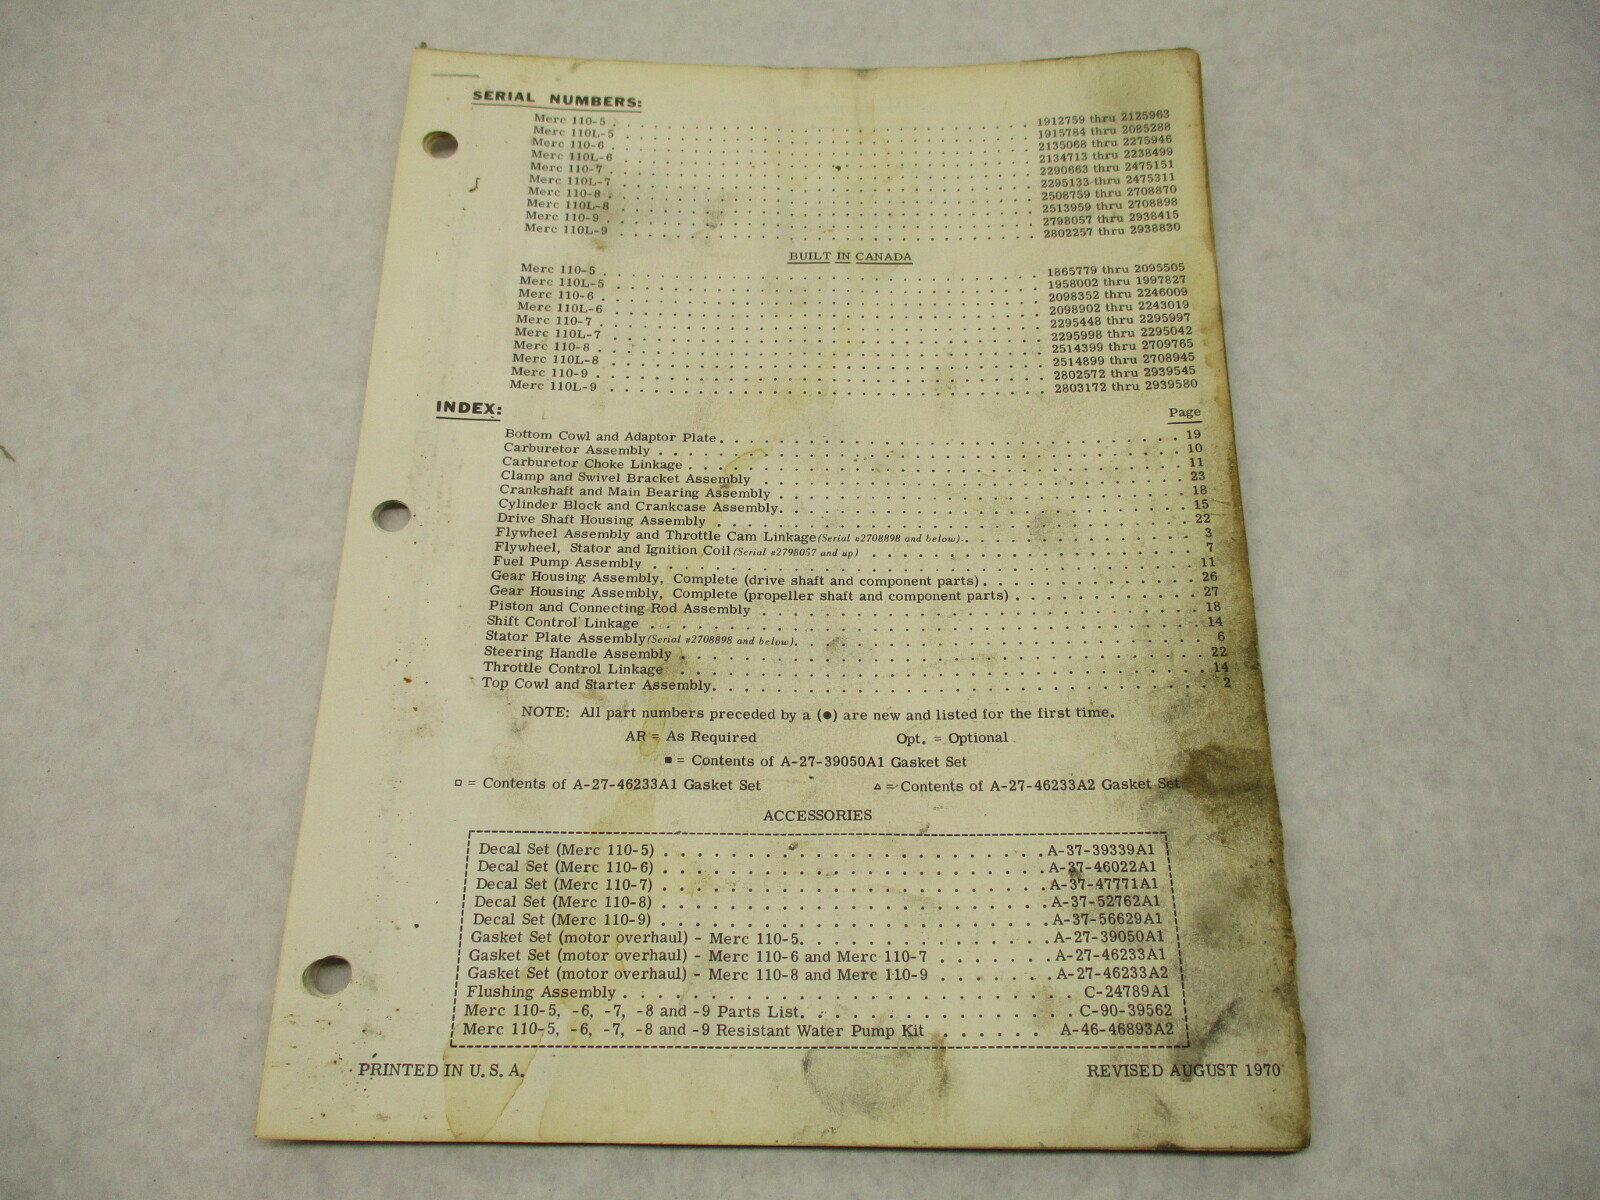 SERIAL NUMBERS:
Merc 110-5 . . . . . . . . . . 1912759 thru 2125963
Merc 110L-5 . . . . . . . . . . 1915784 thru 2085288
Merc 110-6 . . . . . . . . . . 2135068 thru 2275946
Merc 110L-6 . . . . . . . . . . 2134713 thru 2238499
Merc 110-7 . . . . . . . . . . 2290663 thru 2475151
Merc 110L-7 . . . . . . . . . . 2295133 thru 2475311
Merc 110-8 . . . . . . . . . . 2508759 thru 2708870
Merc 110L-8 . . . . . . . . . . 2513959 thru 2708898
Merc 110-9 . . . . . . . . . . 2798057 thru 2938415
Merc 110L-9 . . . . . . . . . . 2802257 thru 2938830
BUILT IN CANADA
Merc 110-5 . . . . . . . . . . 1865779 thru 2095505
Merc 110L-5 . . . . . . . . . . 1958002 thru 1997827
Merc 110-6 . . . . . . . . . . 2098352 thru 2246009
Merc 110L-6 . . . . . . . . . . 2098902 thru 2243019
Merc 110-7 . . . . . . . . . . 2295448 thru 2295997
Merc 110L-7 . . . . . . . . . . 2295998 thru 2295042
Merc 110-8 . . . . . . . . . . 2514399 thru 2709765
Merc 110L-8 . . . . . . . . . . 2514899 thru 2708945
Merc 110-9 . . . . . . . . . . 2802572 thru 2939545
Merc 110L-9 . . . . . . . . . . 2803172 thru 2939580
INDEX: Page
Bottom Cowl and Adaptor Plate . . . . . . . . . . 19
Carburetor Assembly . . . . . . . . . . 10
Carburetor Choke Linkage . . . . . . . . . . 11
Clamp and Swivel Bracket Assembly . . . . . . . . . . 23
Crankshaft and Main Bearing Assembly . . . . . . . . . . 18
Cylinder Block and Crankcase Assembly . . . . . . . . . . 15
Drive Shaft Housing Assembly . . . . . . . . . . 22
Flywheel Assembly and Throttle Cam Linkage (Serial #2708898 and below) . . . . . . . . . . 3
Flywheel, Stator and Ignition Coil (Serial #2798057 and up) . . . . . . . . . . 7
Fuel Pump Assembly . . . . . . . . . . 11
Gear Housing Assembly, Complete (drive shaft and component parts) . . . . . . . . . . 26
Gear Housing Assembly, Complete (propeller shaft and component parts) . . . . . . . . . . 27
Piston and Connecting Rod Assembly . . . . . . . . . . 18
Shift Control Linkage . . . . . . . . . . 14
Stator Plate Assembly (Serial #2708898 and below) . . . . . . . . . . 6
Steering Handle Assembly . . . . . . . . . . 22
Throttle Control Linkage . . . . . . . . . . 14
Top Cowl and Starter Assembly . . . . . . . . . . 2
NOTE: All part numbers preceded by a (●) are new and listed for the first time.
AR = As Required Opt. = Optional
■ = Contents of A-27-39050A1 Gasket Set
□ = Contents of A-27-46233A1 Gasket Set △ = Contents of A-27-46233A2 Gasket Set
ACCESSORIES
Decal Set (Merc 110-5) . . . . . . . . . . A-37-39339A1
Decal Set (Merc 110-6) . . . . . . . . . . A-37-46022A1
Decal Set (Merc 110-7) . . . . . . . . . . A-37-47771A1
Decal Set (Merc 110-8) . . . . . . . . . . A-37-52762A1
Decal Set (Merc 110-9) . . . . . . . . . . A-37-56629A1
Gasket Set (motor overhaul) - Merc 110-5 . . . . . . . . . . A-27-39050A1
Gasket Set (motor overhaul) - Merc 110-6 and Merc 110-7 . . . . . . . A-27-46233A1
Gasket Set (motor overhaul) - Merc 110-8 and Merc 110-9 . . . . . . . A-27-46233A2
Flushing Assembly . . . . . . . . . . C-24789A1
Merc 110-5, -6, -7, -8 and -9 Parts List . . . . . . . . . . C-90-39562
Merc 110-5, -6, -7, -8 and -9 Resistant Water Pump Kit . . . . . . A-46-46893A2
PRINTED IN U.S.A. REVISED AUGUST 1970